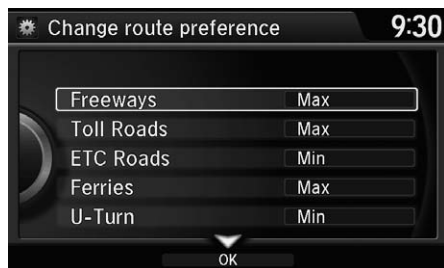 Change route preference 9:30
Freeways Max
Toll Roads Max
ETC Roads Min
Ferries Max
U-Turn Min
OK